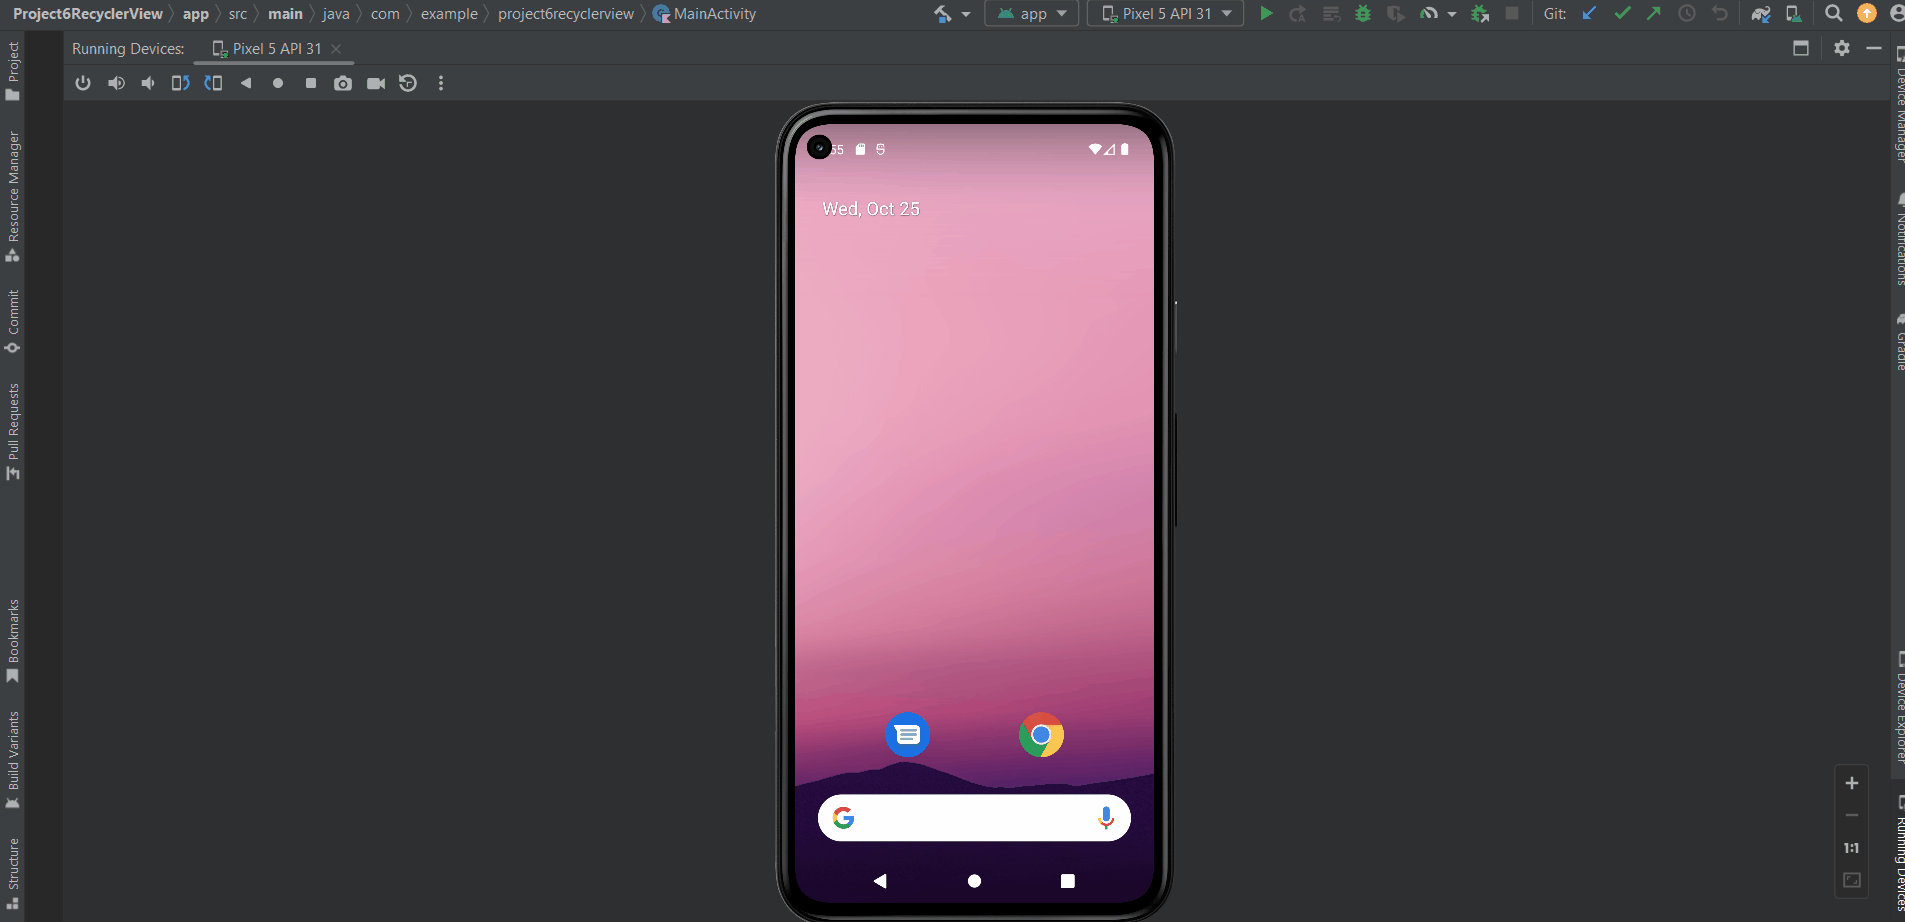 Project6RecyclerView app src main java com example project6recyclerview MainActivity app Pixel 5 API 31 Git:
Running Devices: Pixel 5 API 31
Project
Resource Manager
Commit
Pull Requests
Bookmarks
Build Variants
Structure
55
Wed, Oct 25
Device Manager
Notifications
Gradle
Device Explorer
Running Devices
1:1